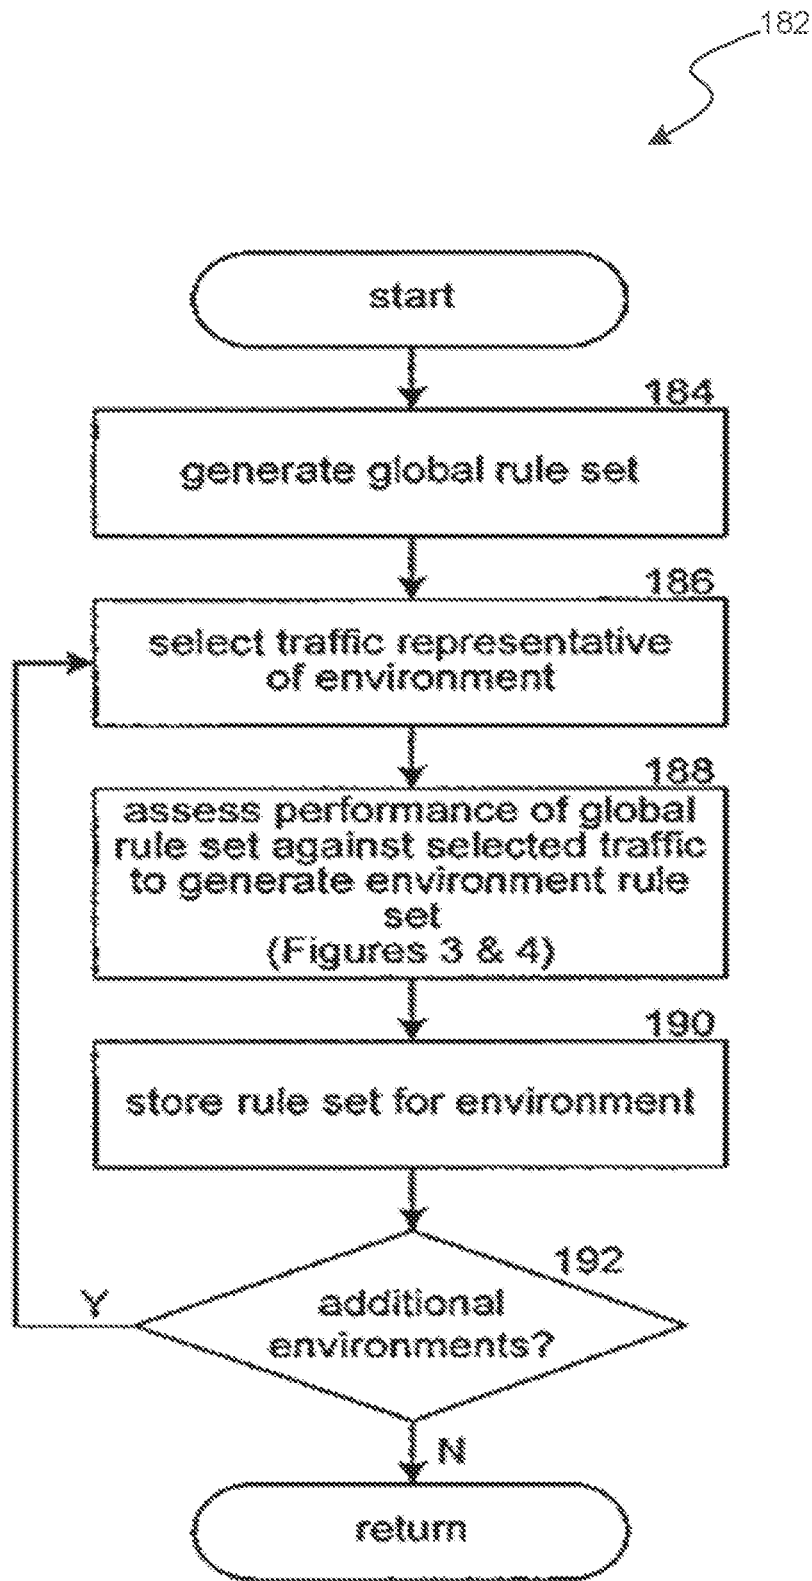 182
start
184
generate global rule set
186
select traffic representative
of environment
188
assess performance of global
rule set against selected traffic
to generate environment rule
set
(Figures 3 & 4)
190
store rule set for environment
192
additional
environments?
Y
N
return